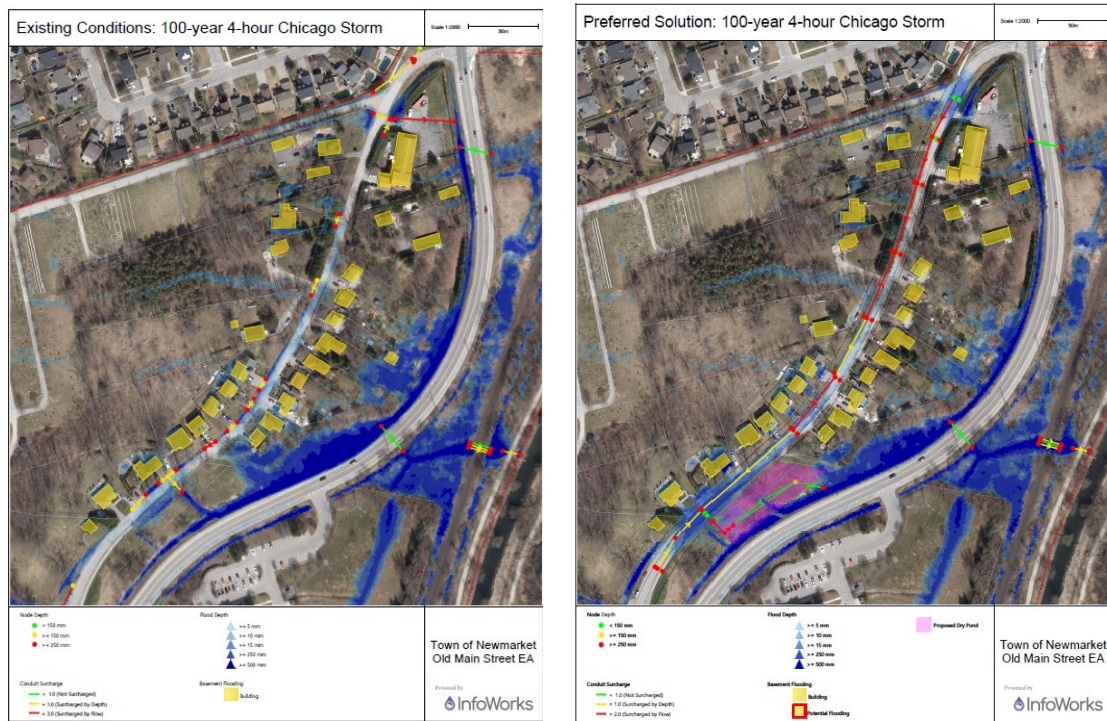 Existing Conditions: 100-year 4-hour Chicago Storm
Scale 1:2000
50m
Node Depth
< 150 mm
>= 150 mm
>= 250 mm
Conduit Surcharge
< 1.0 (Not Surcharged)
= 1.0 (Surcharged by Depth)
= 2.0 (Surcharged by Flow)
Flood Depth
>= 5 mm
>= 10 mm
>= 15 mm
>= 250 mm
>= 500 mm
Basement Flooding
Building
Town of Newmarket
Old Main Street EA
Powered by
InfoWorks
Preferred Solution: 100-year 4-hour Chicago Storm
Scale 1:2000
50m
Node Depth
< 150 mm
>= 150 mm
>= 250 mm
Conduit Surcharge
< 1.0 (Not Surcharged)
= 1.0 (Surcharged by Depth)
= 2.0 (Surcharged by Flow)
Flood Depth
>= 5 mm
>= 10 mm
>= 15 mm
>= 250 mm
>= 500 mm
Basement Flooding
Building
Potential Flooding
Proposed Dry Pond
Town of Newmarket
Old Main Street EA
Powered by
InfoWorks